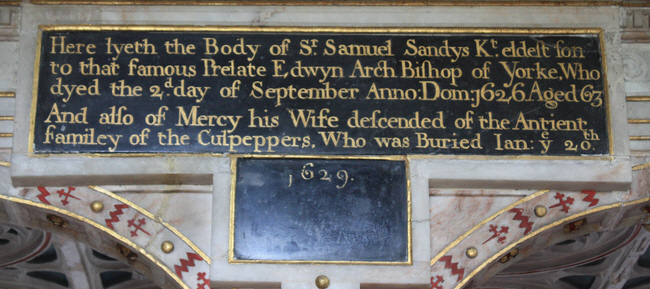 Here lyeth the Body of Sr. Samuel Sandys Kt. eldeſt ſon
to that famous Prelate Edwyn Arch Biſhop of Yorke, Who
dyed the 2.d day of September Anno: Dom: 1626. Aged 63
And alſo of Mercy his Wife deſcended of the Antient
familey of the Culpeppers, Who was Buried Ian: ye 20th.
1629.